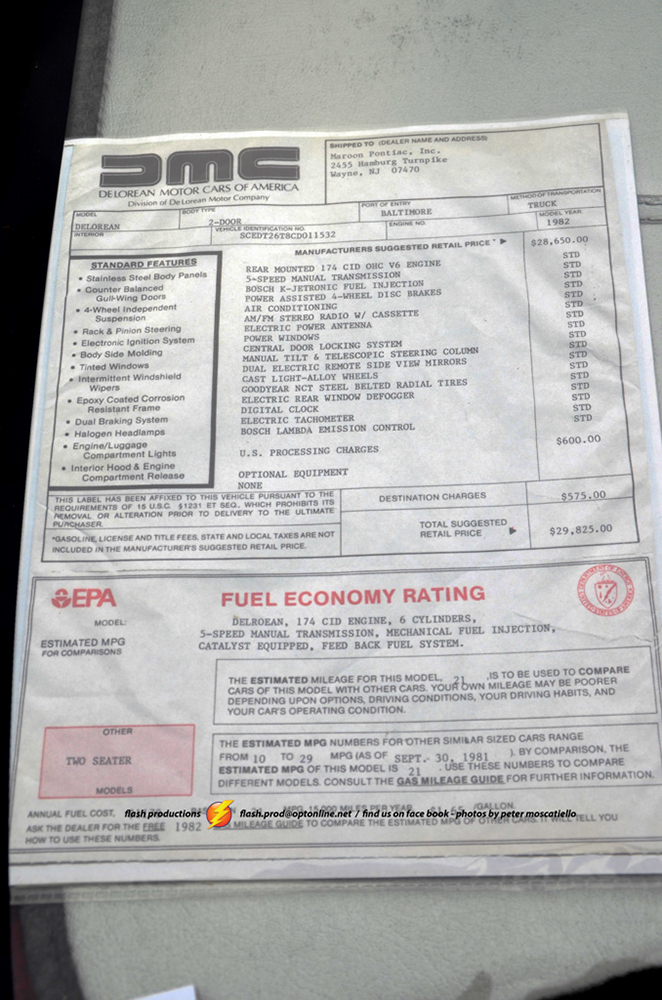 SHIPPED TO (DEALER NAME AND ADDRESS)
Maroon Pontiac, Inc.
2455 Hamburg Turnpike
Wayne, NJ 07470
DMC
DE LOREAN MOTOR CARS OF AMERICA
Division of De Lorean Motor Company
MODEL
DELOREAN
BODY TYPE
2-DOOR
PORT OF ENTRY
BALTIMORE
METHOD OF TRANSPORTATION
TRUCK
INTERIOR
VEHICLE IDENTIFICATION NO.
SCEDT26T8CD011532
ENGINE NO.
MODEL YEAR
1982
MANUFACTURERS SUGGESTED RETAIL PRICE* $28,650.00
STANDARD FEATURES
• Stainless Steel Body Panels
• Counter Balanced
Gull-Wing Doors
• 4-Wheel Independent
Suspension
• Rack & Pinion Steering
• Electronic Ignition System
• Body Side Molding
• Tinted Windows
• Intermittent Windshield
Wipers
• Epoxy Coated Corrosion
Resistant Frame
• Dual Braking System
• Halogen Headlamps
• Engine/Luggage
Compartment Lights
• Interior Hood & Engine
Compartment Release
REAR MOUNTED 174 CID OHC V6 ENGINE STD
5-SPEED MANUAL TRANSMISSION STD
BOSCH K-JETRONIC FUEL INJECTION STD
POWER ASSISTED 4-WHEEL DISC BRAKES STD
AIR CONDITIONING STD
AM/FM STEREO RADIO W/ CASSETTE STD
ELECTRIC POWER ANTENNA STD
POWER WINDOWS STD
CENTRAL DOOR LOCKING SYSTEM STD
MANUAL TILT & TELESCOPIC STEERING COLUMN STD
DUAL ELECTRIC REMOTE SIDE VIEW MIRRORS STD
CAST LIGHT-ALLOY WHEELS STD
GOODYEAR NCT STEEL BELTED RADIAL TIRES STD
ELECTRIC REAR WINDOW DEFOGGER STD
DIGITAL CLOCK STD
ELECTRIC TACHOMETER STD
BOSCH LAMBDA EMISSION CONTROL STD
U.S. PROCESSING CHARGES $600.00
OPTIONAL EQUIPMENT
NONE
THIS LABEL HAS BEEN AFFIXED TO THIS VEHICLE PURSUANT TO THE
REQUIREMENTS OF 15 U.S.C. §1231 ET SEQ., WHICH PROHIBITS ITS
REMOVAL OR ALTERATION PRIOR TO DELIVERY TO THE ULTIMATE
PURCHASER.
*GASOLINE, LICENSE AND TITLE FEES, STATE AND LOCAL TAXES ARE NOT
INCLUDED IN THE MANUFACTURER'S SUGGESTED RETAIL PRICE.
DESTINATION CHARGES $575.00
TOTAL SUGGESTED
RETAIL PRICE $29,825.00
EPA
FUEL ECONOMY RATING
MODEL:
DELROEAN, 174 CID ENGINE, 6 CYLINDERS,
5-SPEED MANUAL TRANSMISSION, MECHANICAL FUEL INJECTION,
CATALYST EQUIPPED, FEED BACK FUEL SYSTEM.
ESTIMATED MPG
FOR COMPARISONS
THE ESTIMATED MILEAGE FOR THIS MODEL, 21 ,IS TO BE USED TO COMPARE
CARS OF THIS MODEL WITH OTHER CARS. YOUR OWN MILEAGE MAY BE POORER
DEPENDING UPON OPTIONS, DRIVING CONDITIONS, YOUR DRIVING HABITS, AND
YOUR CAR'S OPERATING CONDITION.
OTHER
TWO SEATER
MODELS
THE ESTIMATED MPG NUMBERS FOR OTHER SIMILAR SIZED CARS RANGE
FROM 10 TO 29 MPG (AS OF SEPT. 30, 1981 ). BY COMPARISON, THE
ESTIMATED MPG OF THIS MODEL IS 21 . USE THESE NUMBERS TO COMPARE
DIFFERENT MODELS. CONSULT THE GAS MILEAGE GUIDE FOR FURTHER INFORMATION.
ANNUAL FUEL COST, MPG, 15,000 MILES PER YEAR, /GALLON.
flash productions flash.prod@optonline.net / find us on face book - photos by peter moscatiello
ASK THE DEALER FOR THE FREE 1982 MILEAGE GUIDE TO COMPARE THE ESTIMATED MPG OF OTHER CARS. IT WILL TELL YOU
HOW TO USE THESE NUMBERS.